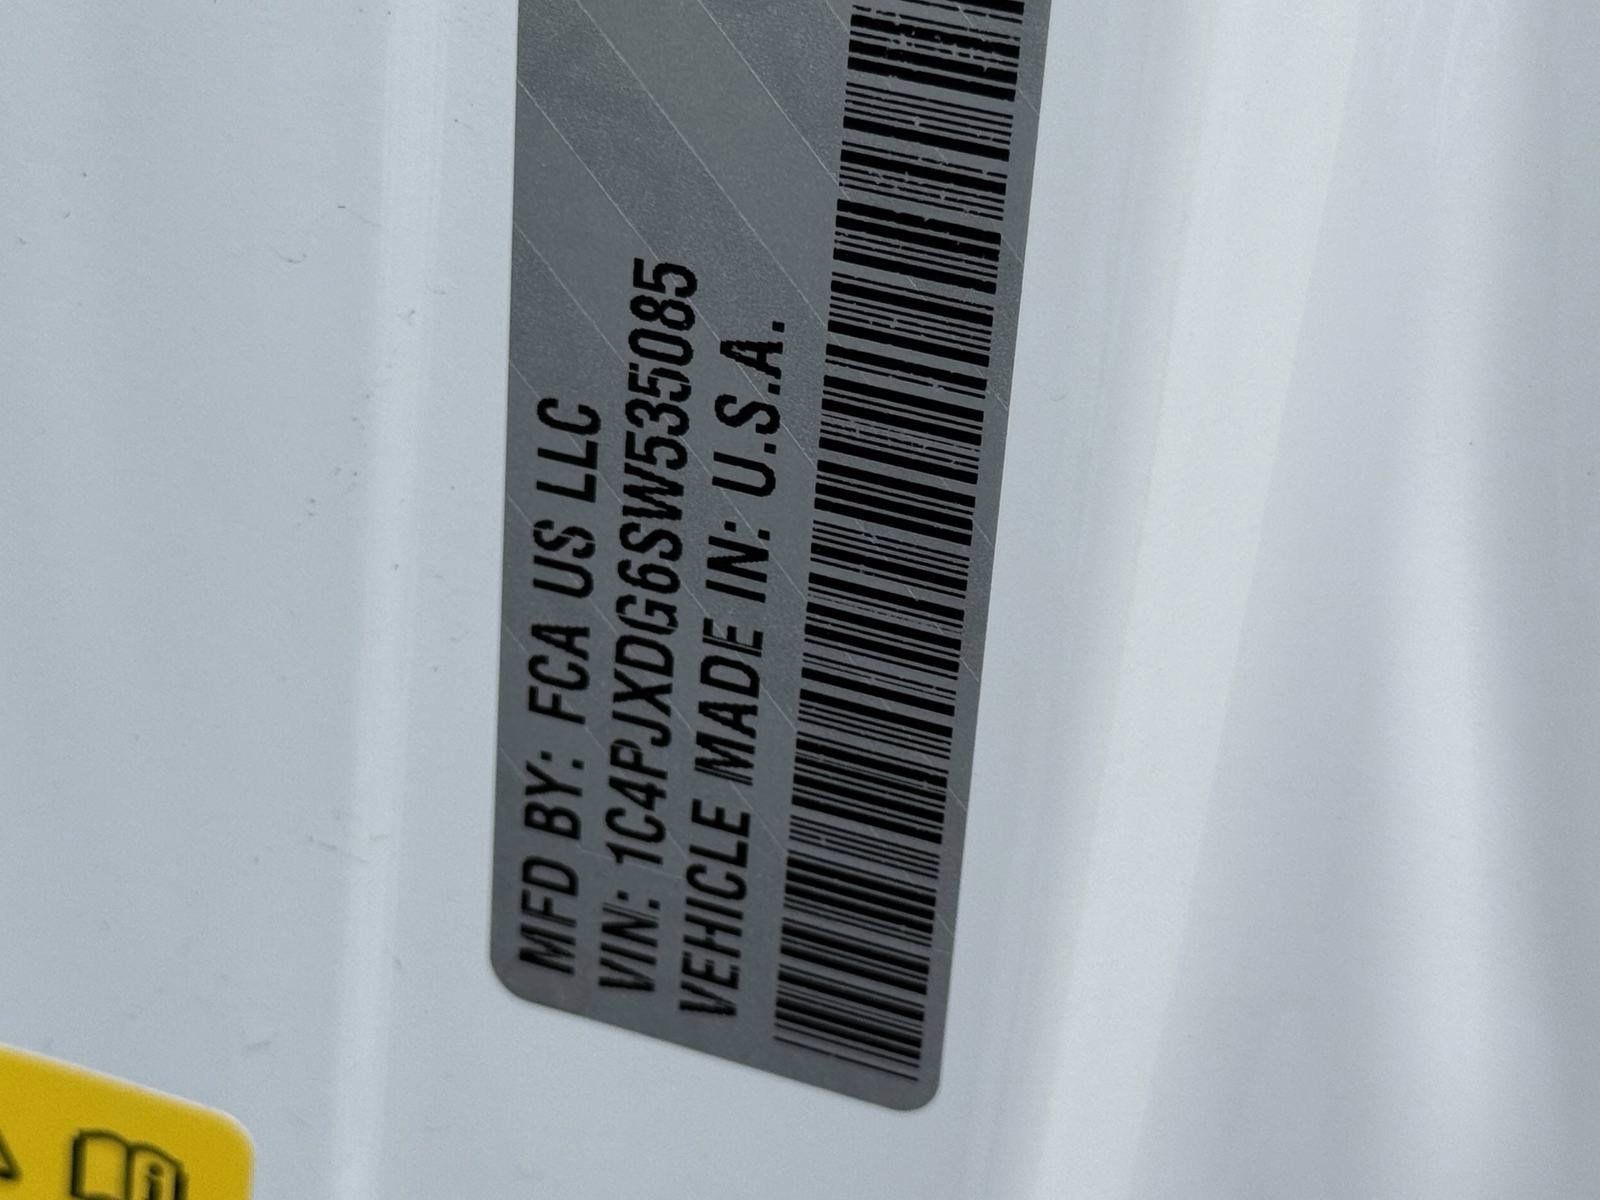 MFD BY: FCA US LLC
VIN: 1C4PJXDG6SW535085
VEHICLE MADE IN: U.S.A.